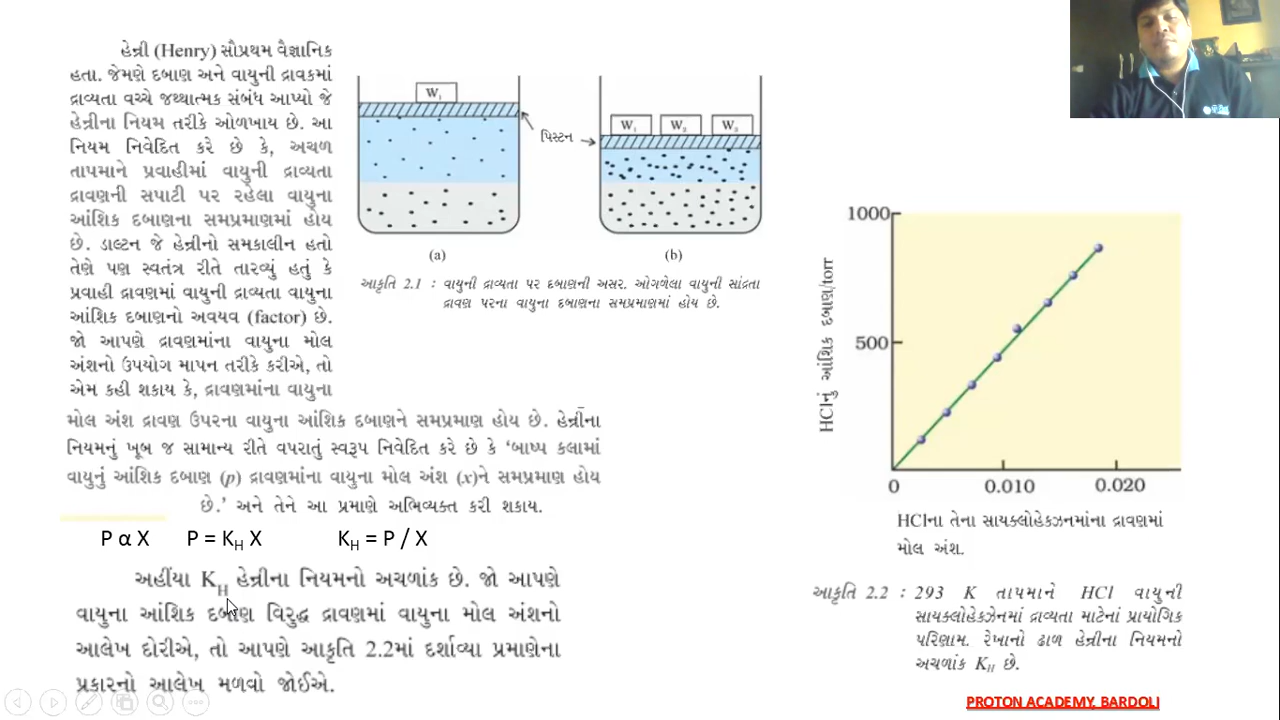 હેન્રી (Henry) સૌપ્રથમ વૈજ્ઞાનિક
હતા. જેમણે દબાણ અને વાયુની દ્રાવકમાં
દ્રાવ્યતા વચ્ચે જથ્થાત્મક સંબંધ આપ્યો જે
હેન્રીના નિયમ તરીકે ઓળખાય છે. આ
નિયમ નિવેદિત કરે છે કે, અચળ
તાપમાને પ્રવાહીમાં વાયુની દ્રાવ્યતા
દ્રાવણની સપાટી પર રહેલા વાયુના
આંશિક દબાણના સમપ્રમાણમાં હોય
છે. ડાલ્ટન જે હેન્રીનો સમકાલીન હતો
તેણે પણ સ્વતંત્ર રીતે તારવ્યું હતું કે
પ્રવાહી દ્રાવણમાં વાયુની દ્રાવ્યતા વાયુના
આંશિક દબાણનો અવયવ (factor) છે.
જો આપણે દ્રાવણમાંના વાયુના મોલ
અંશનો ઉપયોગ માપન તરીકે કરીએ, તો
એમ કહી શકાય કે, દ્રાવણમાંના વાયુના
મોલ અંશ દ્રાવણ ઉપરના વાયુના આંશિક દબાણને સમપ્રમાણ હોય છે. હેન્રીના
નિયમનું ખૂબ જ સામાન્ય રીતે વપરાતું સ્વરૂપ નિવેદિત કરે છે કે ‘બાષ્પ કલામાં
વાયુનું આંશિક દબાણ (p) દ્રાવણમાંના વાયુના મોલ અંશ (x)ને સમપ્રમાણ હોય
છે.’ અને તેને આ પ્રમાણે અભિવ્યક્ત કરી શકાય.
P α X P = K_H X K_H = P / X
અહીંયા K_H હેન્રીના નિયમનો અચળાંક છે. જો આપણે
વાયુના આંશિક દબાણ વિરુદ્ધ દ્રાવણમાં વાયુના મોલ અંશનો
આલેખ દોરીએ, તો આપણે આકૃતિ 2.2માં દર્શાવ્યા પ્રમાણેના
પ્રકારનો આલેખ મળવો જોઈએ.
W₁
પિસ્ટન
W₁ W₂ W₃
(a) (b)
આકૃતિ 2.1 : વાયુની દ્રાવ્યતા પર દબાણની અસર. ઓગળેલા વાયુની સાંદ્રતા
દ્રાવણ પરના વાયુના દબાણના સમપ્રમાણમાં હોય છે.
HClનું આંશિક દબાણ/torr
1000
500
0 0.010 0.020
HClના તેના સાયક્લોહેક્ઝનમાંના દ્રાવણમાં
મોલ અંશ.
આકૃતિ 2.2 : 293 K તાપમાને HCl વાયુની
સાયક્લોહેક્ઝેનમાં દ્રાવ્યતા માટેનાં પ્રાયોગિક
પરિણામ. રેખાનો ઢાળ હેન્રીના નિયમનો
અચળાંક K_H છે.
PROTON ACADEMY, BARDOLI